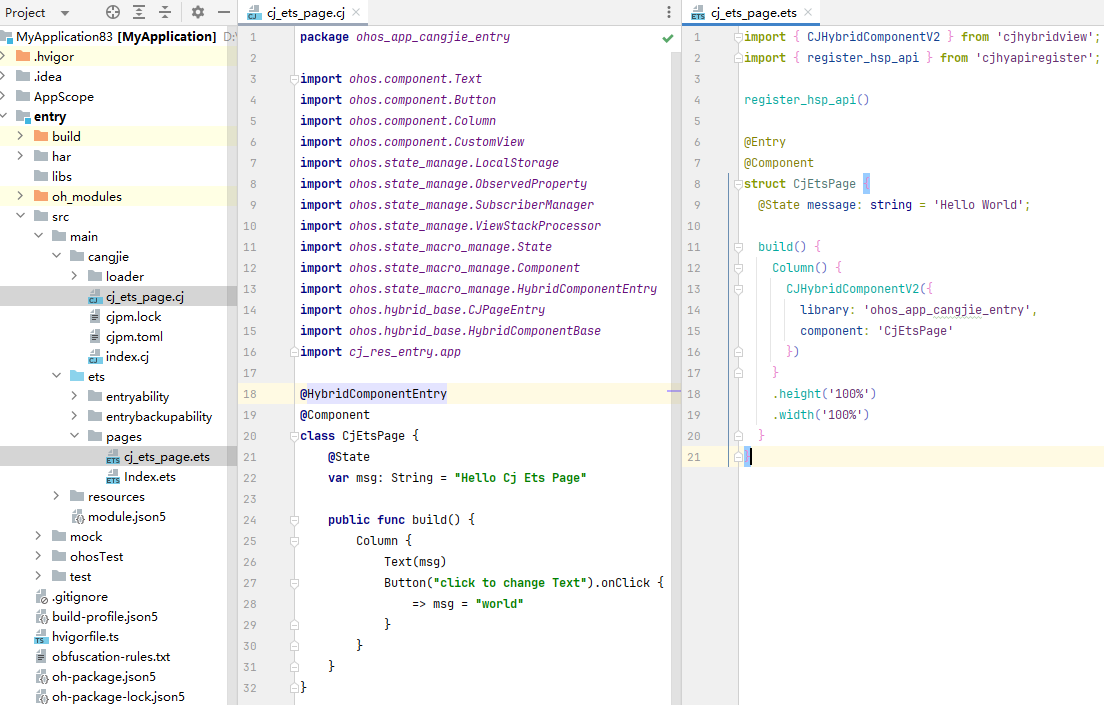 Project
MyApplication83 [MyApplication] D:\
.hvigor
.idea
AppScope
entry
build
har
libs
oh_modules
src
main
cangjie
loader
cj_ets_page.cj
cjpm.lock
cjpm.toml
index.cj
ets
entryability
entrybackupability
pages
cj_ets_page.ets
Index.ets
resources
module.json5
mock
ohosTest
test
.gitignore
build-profile.json5
hvigorfile.ts
obfuscation-rules.txt
oh-package.json5
oh-package-lock.json5
cj_ets_page.cj
1 package ohos_app_cangjie_entry
2
3 import ohos.component.Text
4 import ohos.component.Button
5 import ohos.component.Column
6 import ohos.component.CustomView
7 import ohos.state_manage.LocalStorage
8 import ohos.state_manage.ObservedProperty
9 import ohos.state_manage.SubscriberManager
10 import ohos.state_manage.ViewStackProcessor
11 import ohos.state_macro_manage.State
12 import ohos.state_macro_manage.Component
13 import ohos.state_macro_manage.HybridComponentEntry
14 import ohos.hybrid_base.CJPageEntry
15 import ohos.hybrid_base.HybridComponentBase
16 import cj_res_entry.app
17
18 @HybridComponentEntry
19 @Component
20 class CjEtsPage {
21 @State
22 var msg: String = "Hello Cj Ets Page"
23
24 public func build() {
25 Column {
26 Text(msg)
27 Button("click to change Text").onClick {
28 => msg = "world"
29 }
30 }
31 }
32 }
cj_ets_page.ets
1 import { CJHybridComponentV2 } from 'cjhybridview';
2 import { register_hsp_api } from 'cjhyapiregister';
3
4 register_hsp_api()
5
6 @Entry
7 @Component
8 struct CjEtsPage {
9 @State message: string = 'Hello World';
10
11 build() {
12 Column() {
13 CJHybridComponentV2({
14 library: 'ohos_app_cangjie_entry',
15 component: 'CjEtsPage'
16 })
17 }
18 .height('100%')
19 .width('100%')
20 }
21 }